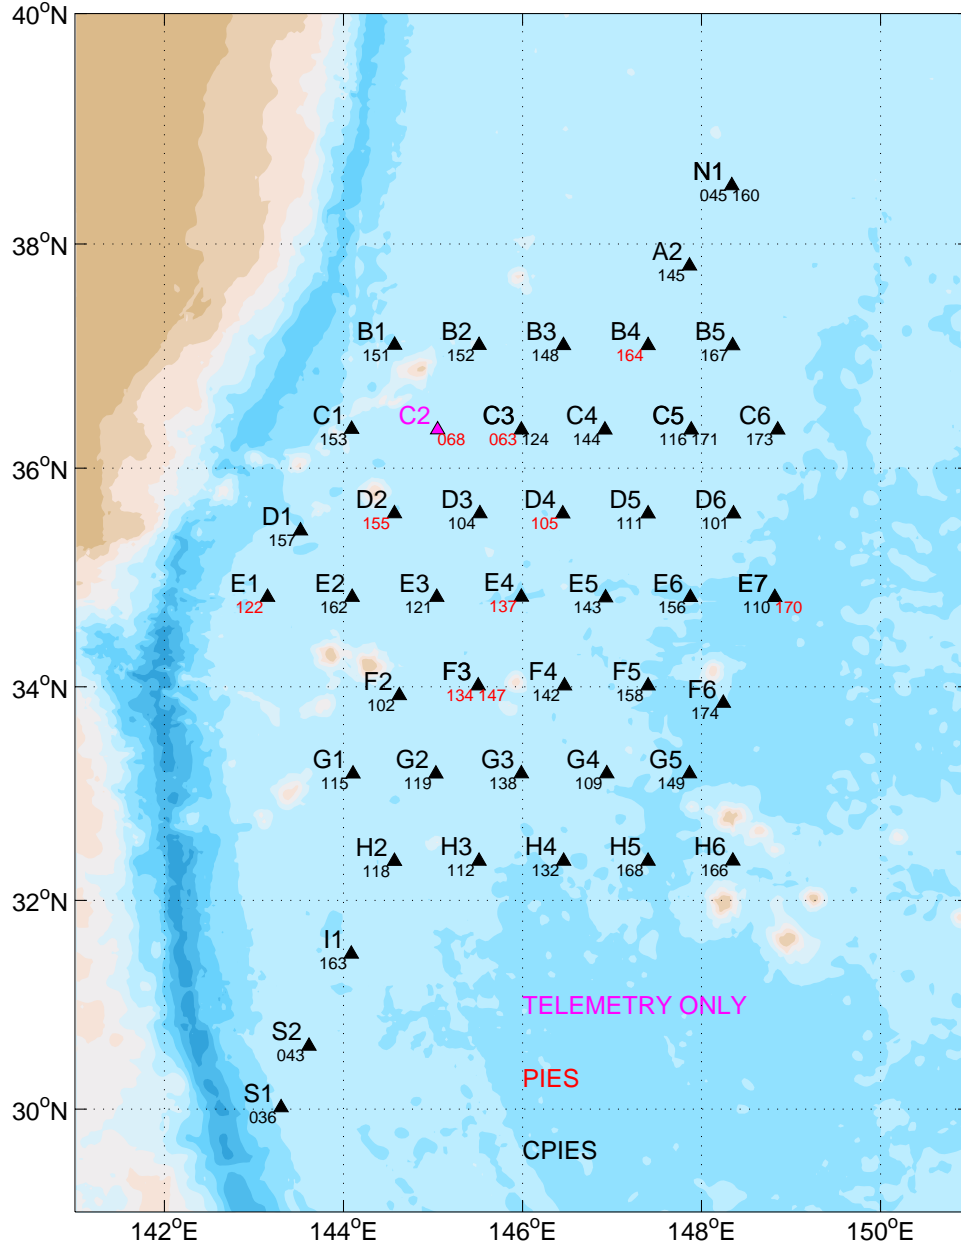 40°N
N1
045 160
38°N
A2
145
B1 B2 B3 B4 B5
151 152 148 164 167
C1 C2 C3 C4 C5 C6
153 068 063 124 144 116 171 173
36°N
D1 D2 D3 D4 D5 D6
157 155 104 105 111 101
E1 E2 E3 E4 E5 E6 E7
122 162 121 137 143 156 110 170
34°N
F2 F3 F4 F5 F6
102 134 147 142 158 174
G1 G2 G3 G4 G5
115 119 138 109 149
H2 H3 H4 H5 H6
118 112 132 168 166
32°N
I1
163
TELEMETRY ONLY
S2
043
PIES
S1
036
30°N
CPIES
142°E 144°E 146°E 148°E 150°E